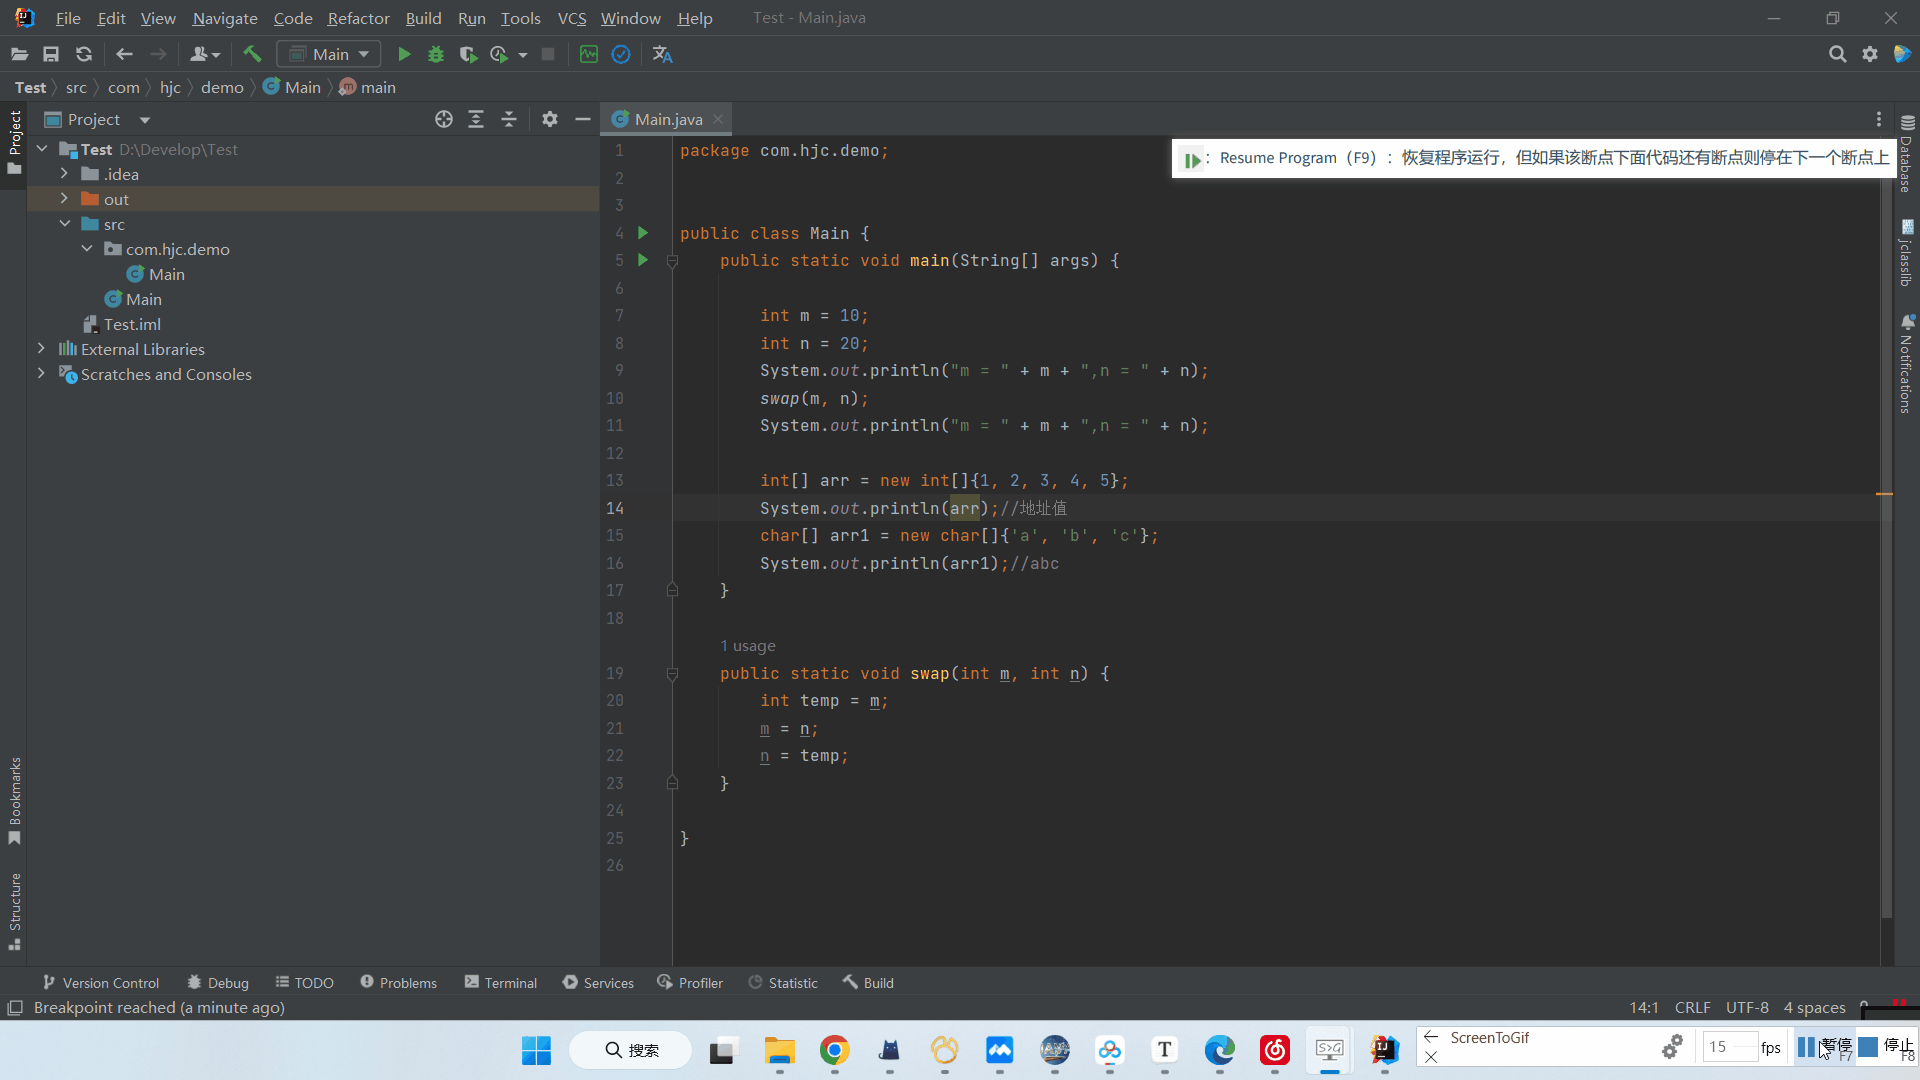 File Edit View Navigate Code Refactor Build Run Tools VCS Window Help Test - Main.java
Main
Test src com hjc demo Main main
Project
Project
Main.java
Test D:\Develop\Test
.idea
out
src
com.hjc.demo
Main
Main
Test.iml
External Libraries
Scratches and Consoles
Bookmarks
Structure
: Resume Program（F9）：恢复程序运行，但如果该断点下面代码还有断点则停在下一个断点上
1 package com.hjc.demo;
2
3
4 public class Main {
5 public static void main(String[] args) {
6
7 int m = 10;
8 int n = 20;
9 System.out.println("m = " + m + ",n = " + n);
10 swap(m, n);
11 System.out.println("m = " + m + ",n = " + n);
12
13 int[] arr = new int[]{1, 2, 3, 4, 5};
14 System.out.println(arr);//地址值
15 char[] arr1 = new char[]{'a', 'b', 'c'};
16 System.out.println(arr1);//abc
17 }
18
1 usage
19 public static void swap(int m, int n) {
20 int temp = m;
21 m = n;
22 n = temp;
23 }
24
25 }
26
Database
jclasslib
Notifications
Version Control Debug TODO Problems Terminal Services Profiler Statistic Build
Breakpoint reached (a minute ago)
14:1 CRLF UTF-8 4 spaces
搜索
ScreenToGif
15 fps
暂停 F7
停止 F8